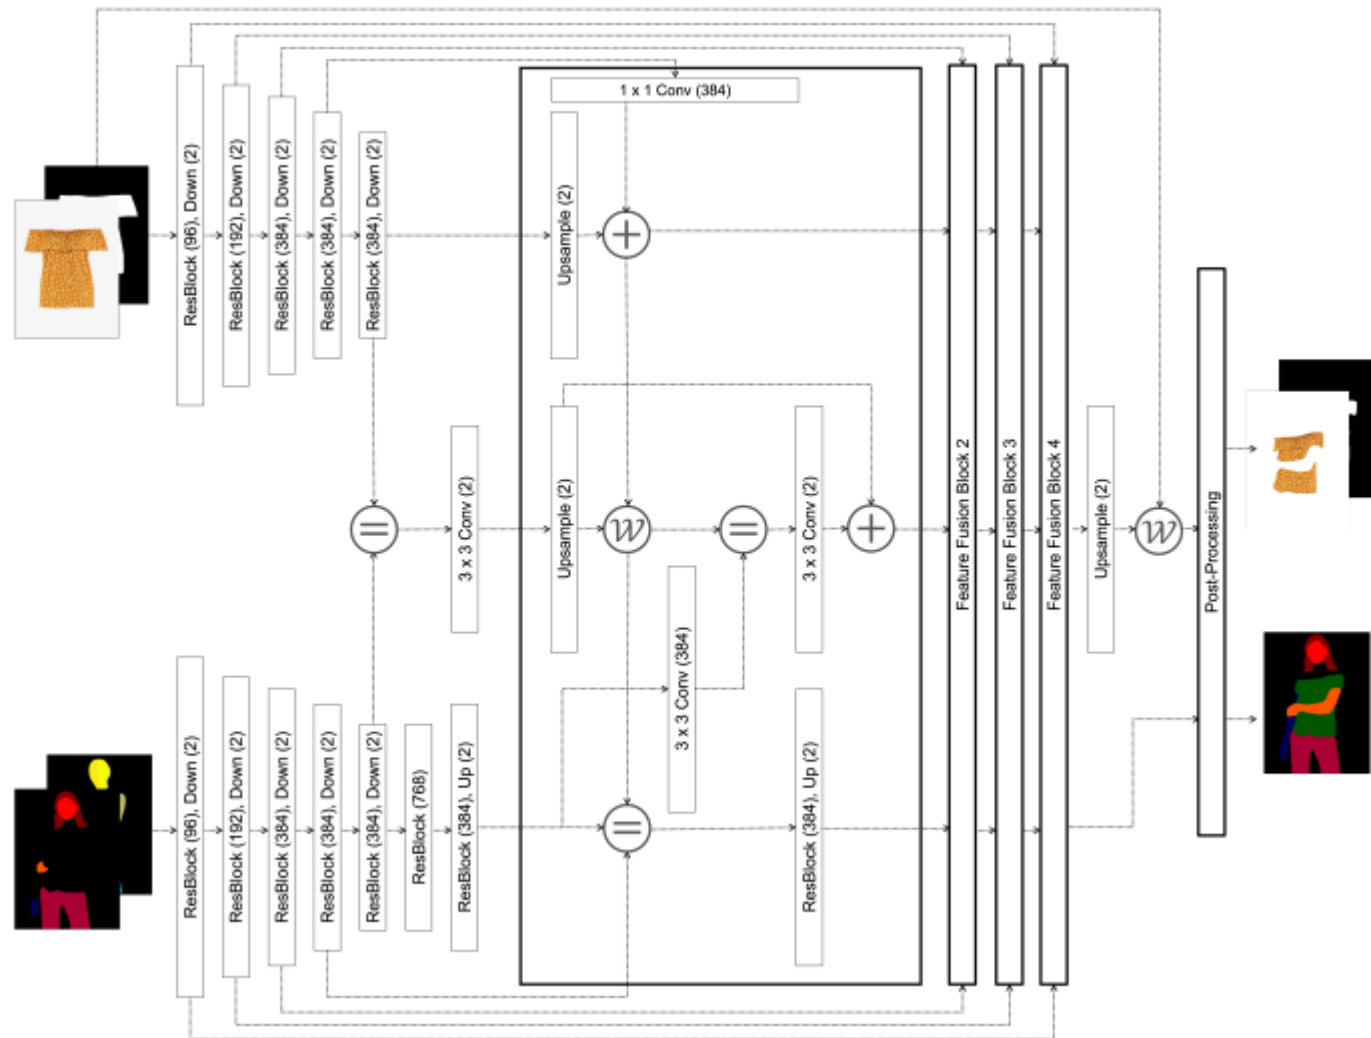 1 x 1 Conv (384)
ResBlock (96), Down (2)
ResBlock (192), Down (2)
ResBlock (384), Down (2)
ResBlock (384), Down (2)
ResBlock (384), Down (2)
Upsample (2)
+
||
3 x 3 Conv (2)
Upsample (2)
W
||
3 x 3 Conv (2)
+
3 x 3 Conv (384)
Feature Fusion Block 2
Feature Fusion Block 3
Feature Fusion Block 4
Upsample (2)
W
Post-Processing
ResBlock (96), Down (2)
ResBlock (192), Down (2)
ResBlock (384), Down (2)
ResBlock (384), Down (2)
ResBlock (384), Down (2)
ResBlock (768)
ResBlock (384), Up (2)
||
ResBlock (384), Up (2)